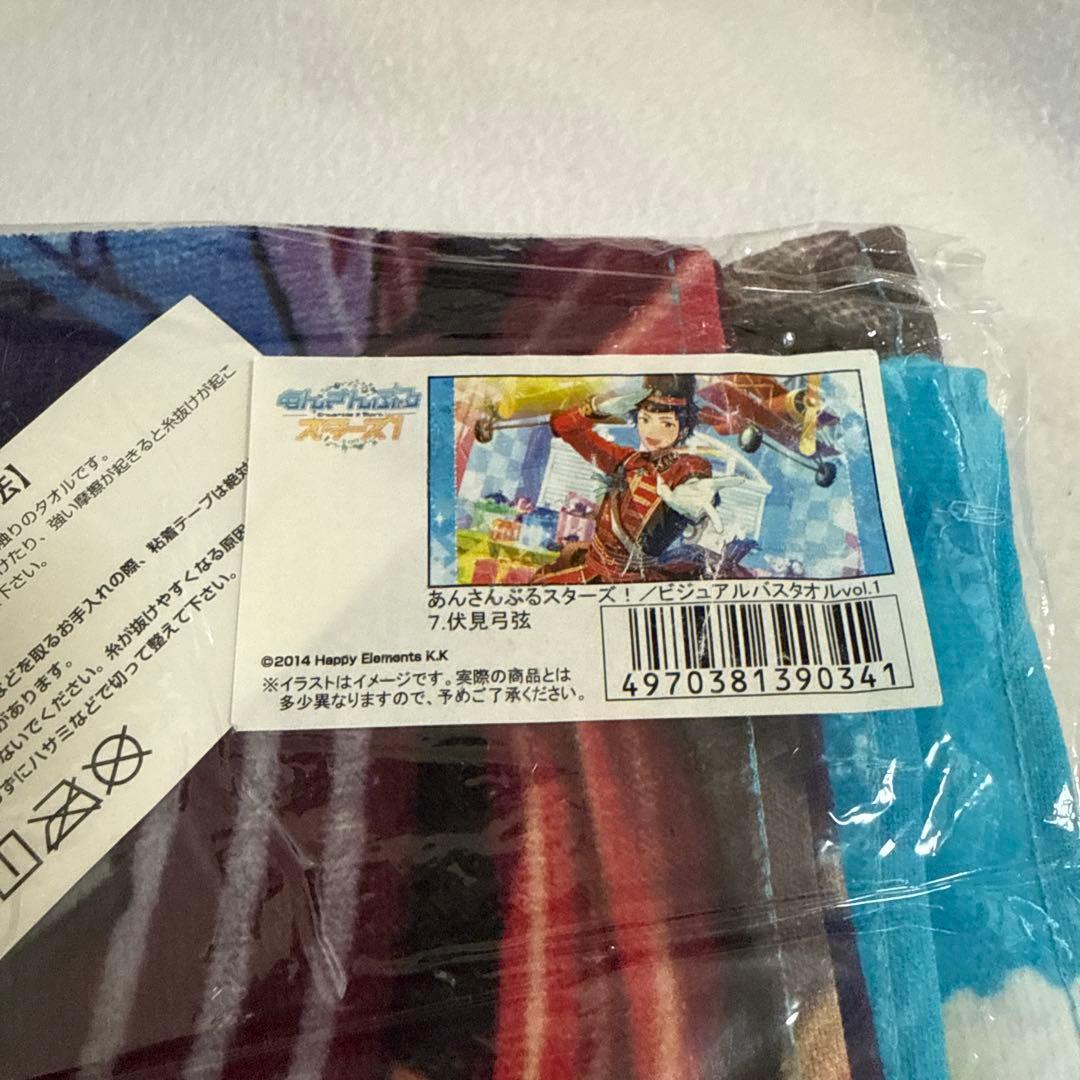 あんさんぶる
スターズ!
あんさんぶるスターズ!/ビジュアルバスタオルvol.1
7.伏見弓弦
©2014 Happy Elements K.K
※イラストはイメージです。実際の商品とは
多少異なりますので、予めご了承ください。
4970381390341
法】
触りのタオルです。
けたり、強い摩擦が起きると糸抜けが起こ
下さい。
などを取るお手入れの際、粘着テープは絶対
があります。
ないでください。糸が抜けやすくなる原因
ずにハサミなどで切って整えて下さい。